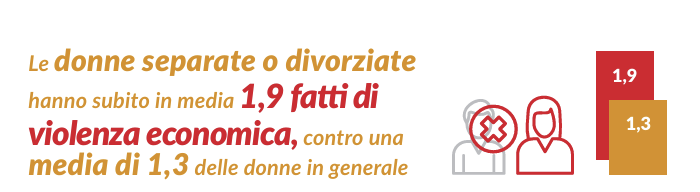 Le donne separate o divorziate
hanno subito in media 1,9 fatti di
violenza economica, contro una
media di 1,3 delle donne in generale
1,9
1,3